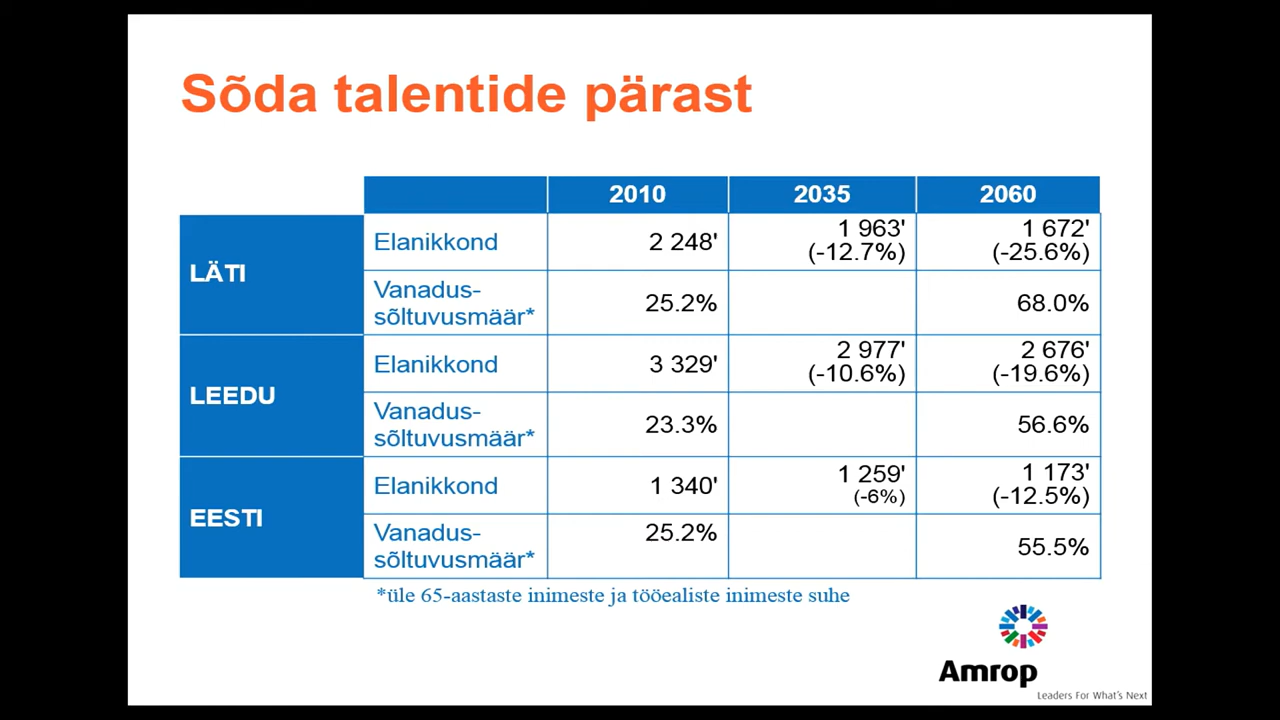 Sõda talentide pärast
2010 2035 2060
LÄTI
Elanikkond 2 248' 1 963' 1 672'
(-12.7%) (-25.6%)
Vanadus-
sõltuvusmäär* 25.2% 68.0%
LEEDU
Elanikkond 3 329' 2 977' 2 676'
(-10.6%) (-19.6%)
Vanadus-
sõltuvusmäär* 23.3% 56.6%
EESTI
Elanikkond 1 340' 1 259' 1 173'
(-6%) (-12.5%)
Vanadus- 25.2%
sõltuvusmäär* 55.5%
*üle 65-aastaste inimeste ja tööealiste inimeste suhe
Amrop
Leaders For What's Next